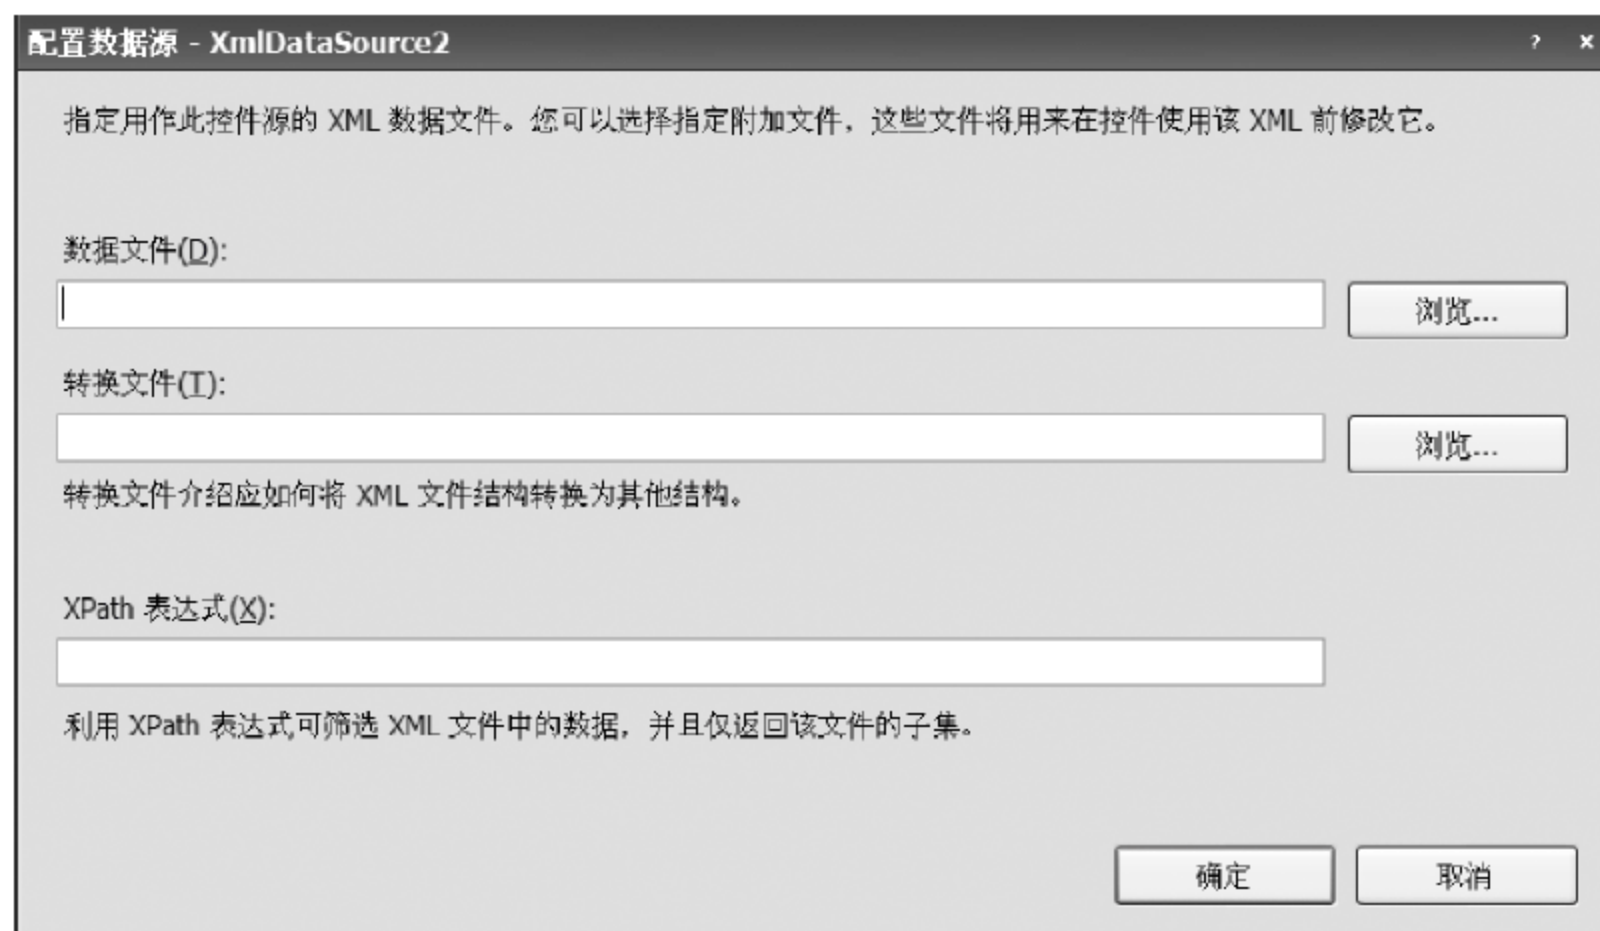 配置数据源 - XmlDataSource2
指定用作此控件源的 XML 数据文件。您可以选择指定附加文件，这些文件将用来在控件使用该 XML 前修改它。
数据文件(D):
浏览...
转换文件(T):
浏览...
转换文件介绍应如何将 XML 文件结构转换为其他结构。
XPath 表达式(X):
利用 XPath 表达式可筛选 XML 文件中的数据，并且仅返回该文件的子集。
确定
取消